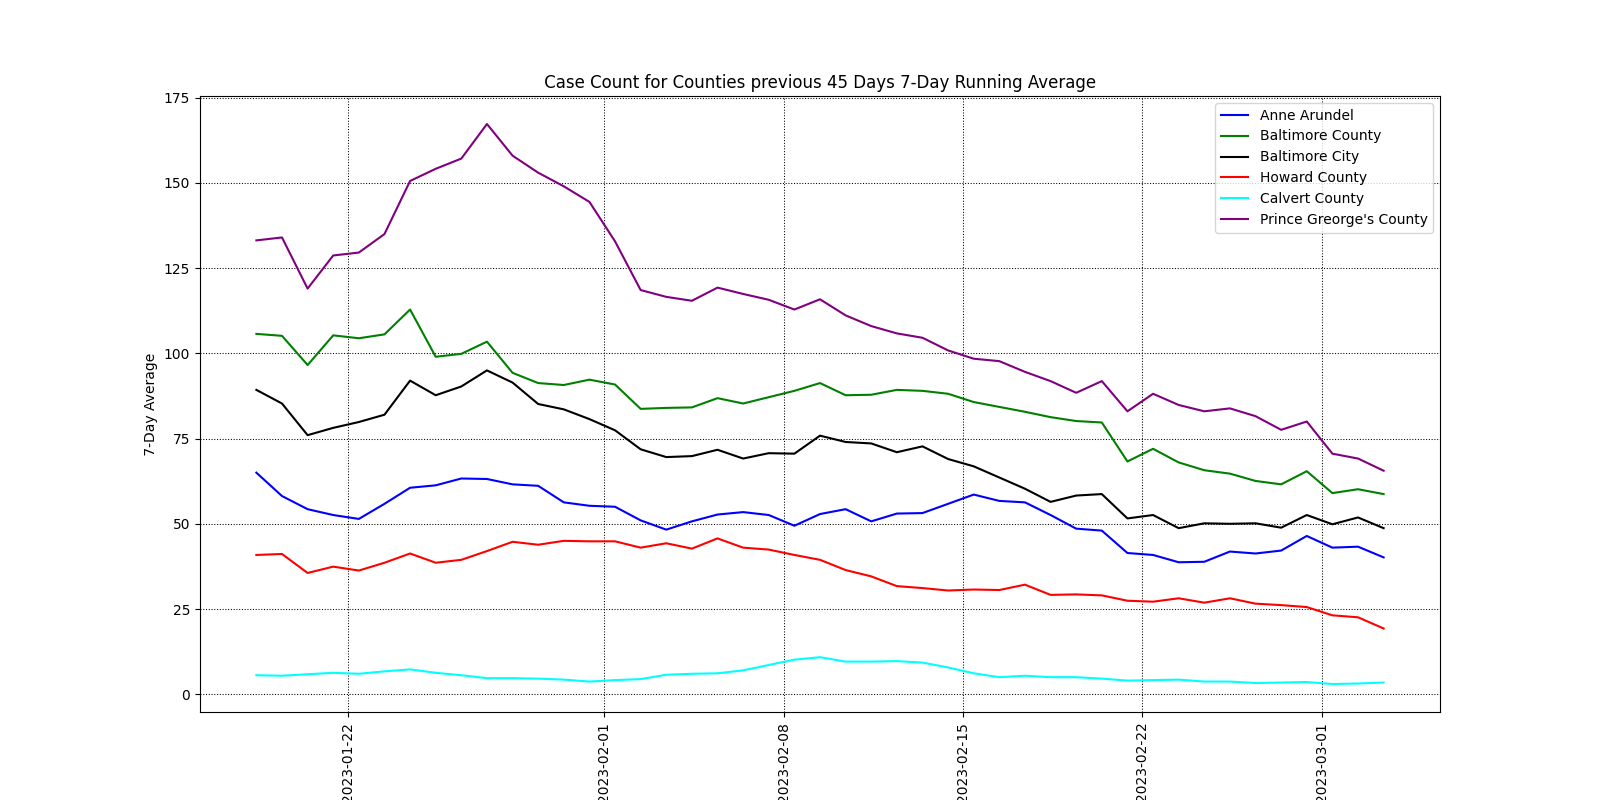 Case Count for Counties previous 45 Days 7-Day Running Average
175
150
125
100
75
50
25
0
7-Day Average
Anne Arundel
Baltimore County
Baltimore City
Howard County
Calvert County
Prince Greorge's County
2023-01-22
2023-02-01
2023-02-08
2023-02-15
2023-02-22
2023-03-01